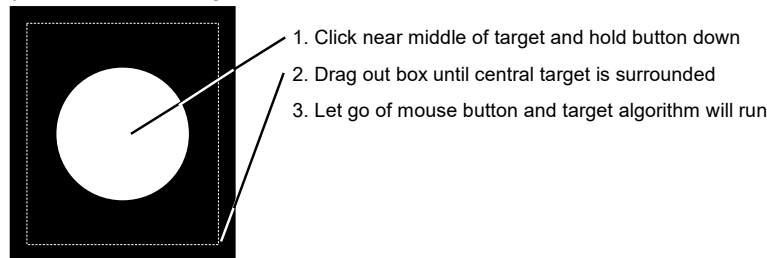 1. Click near middle of target and hold button down
2. Drag out box until central target is surrounded
3. Let go of mouse button and target algorithm will run